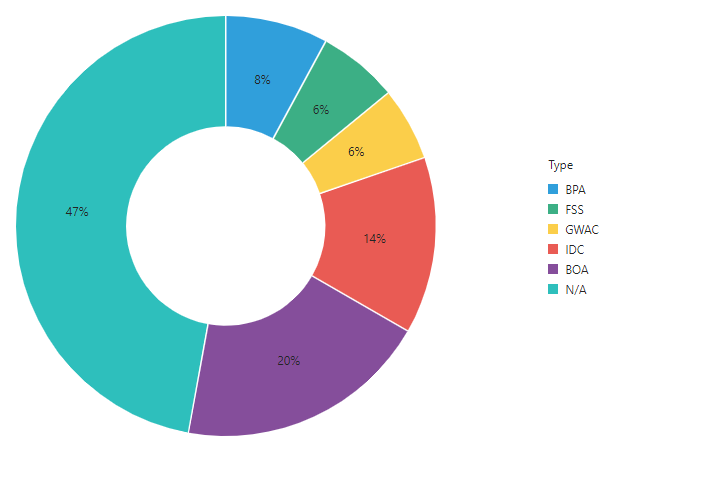 8%
6%
6%
14%
20%
47%
Type
BPA
FSS
GWAC
IDC
BOA
N/A